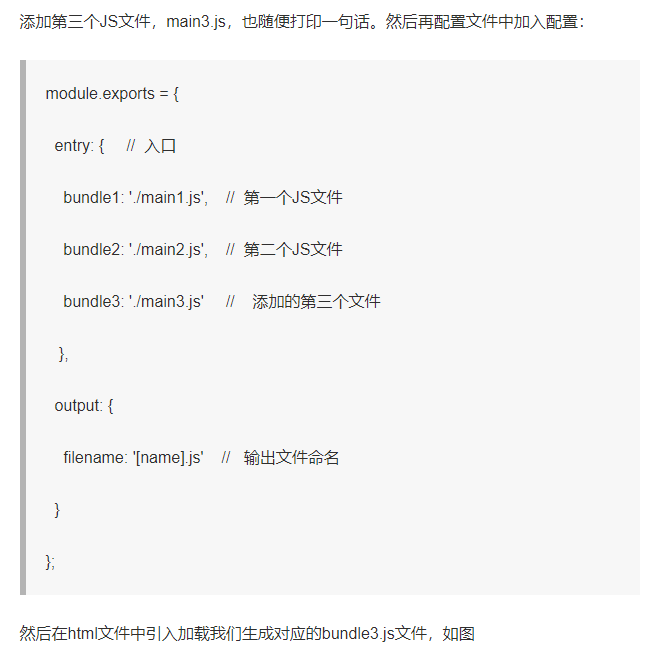 添加第三个JS文件，main3.js，也随便打印一句话。然后再配置文件中加入配置：
module.exports = {
entry: { // 入口
bundle1: './main1.js', // 第一个JS文件
bundle2: './main2.js', // 第二个JS文件
bundle3: './main3.js' // 添加的第三个文件
},
output: {
filename: '[name].js' // 输出文件命名
}
};
然后在html文件中引入加载我们生成对应的bundle3.js文件，如图